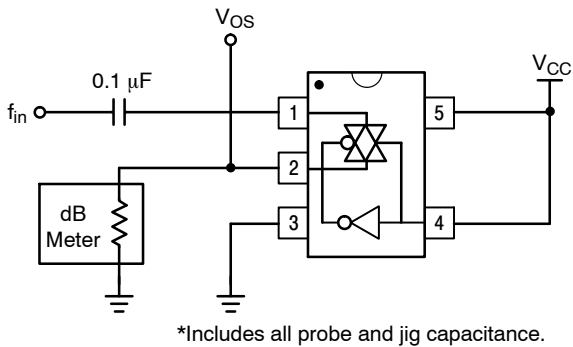 V_OS
V_CC
0.1 μF
f_in
1
5
2
dB
Meter
3
4
*Includes all probe and jig capacitance.